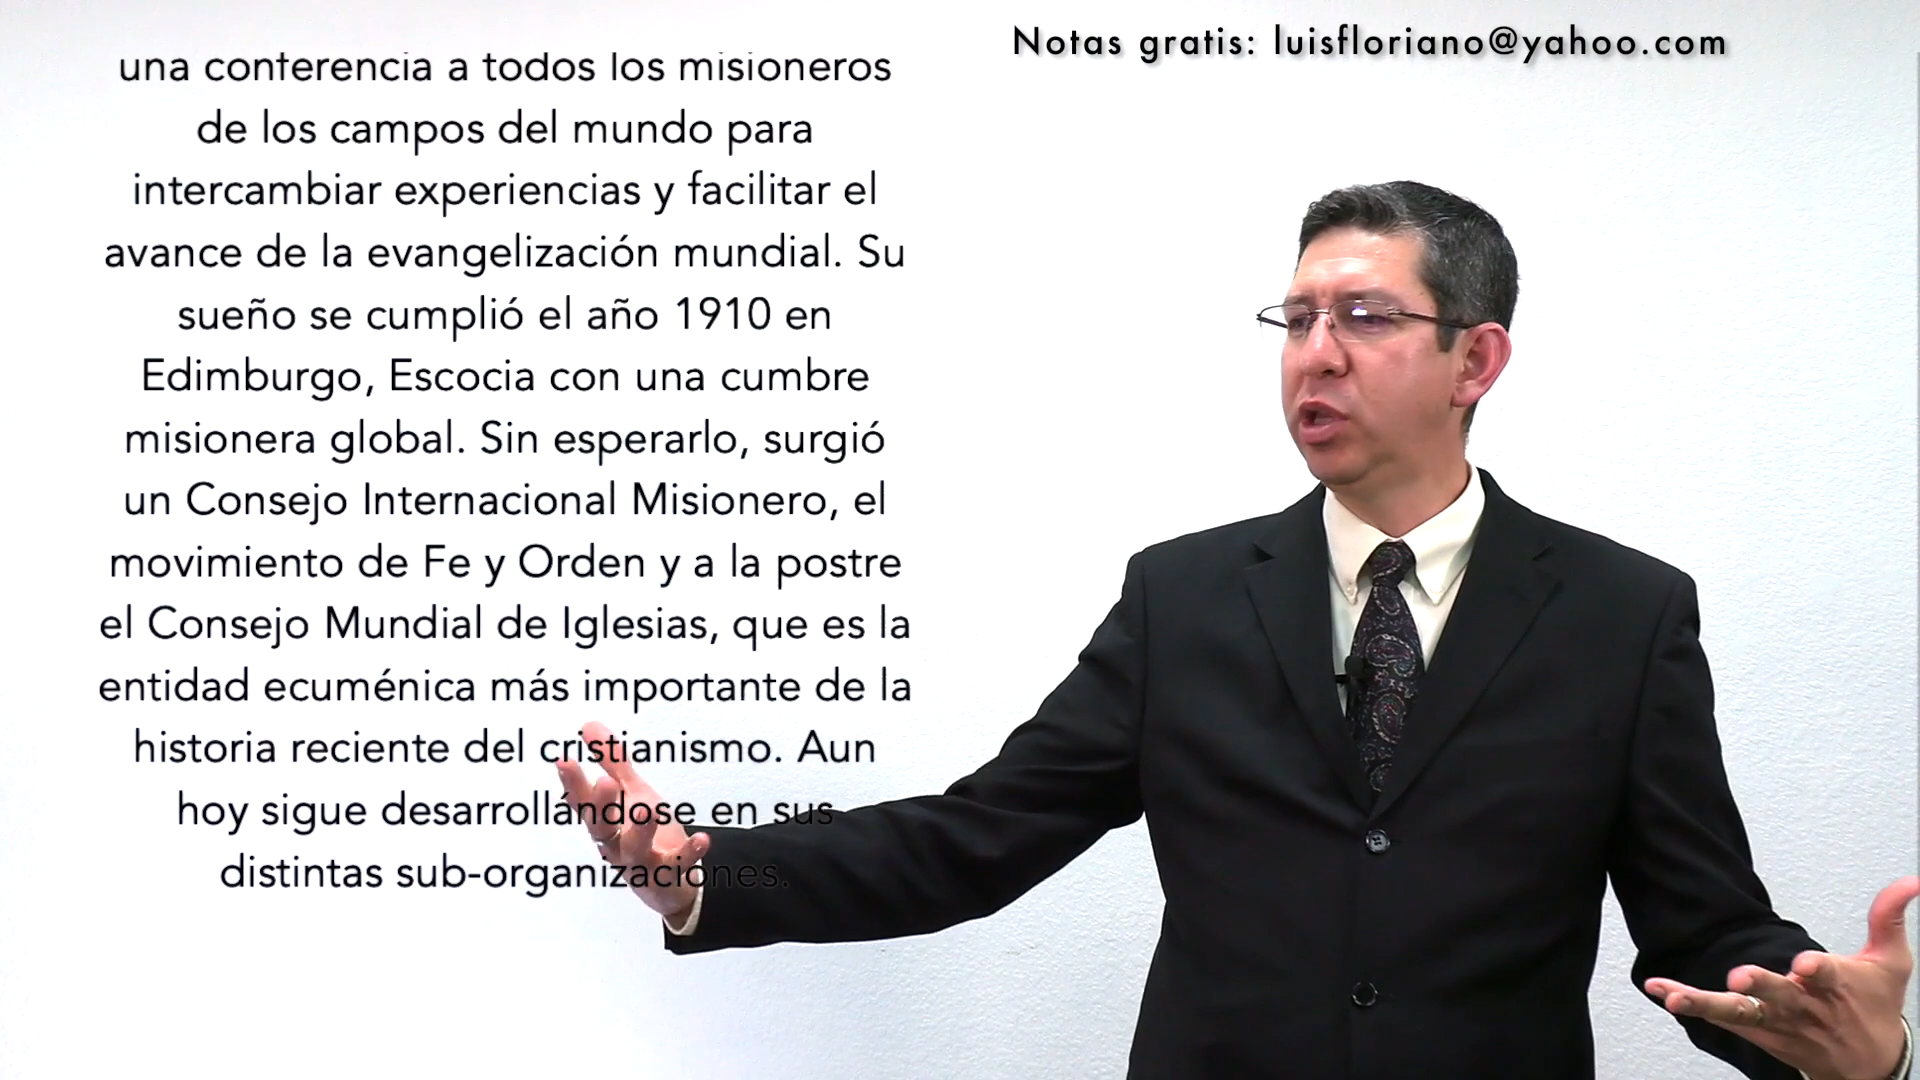 Notas gratis: luisfloriano@yahoo.com
una conferencia a todos los misioneros
de los campos del mundo para
intercambiar experiencias y facilitar el
avance de la evangelización mundial. Su
sueño se cumplió el año 1910 en
Edimburgo, Escocia con una cumbre
misionera global. Sin esperarlo, surgió
un Consejo Internacional Misionero, el
movimiento de Fe y Orden y a la postre
el Consejo Mundial de Iglesias, que es la
entidad ecuménica más importante de la
historia reciente del cristianismo. Aun
hoy sigue desarrollándose en sus
distintas sub-organizaciones.